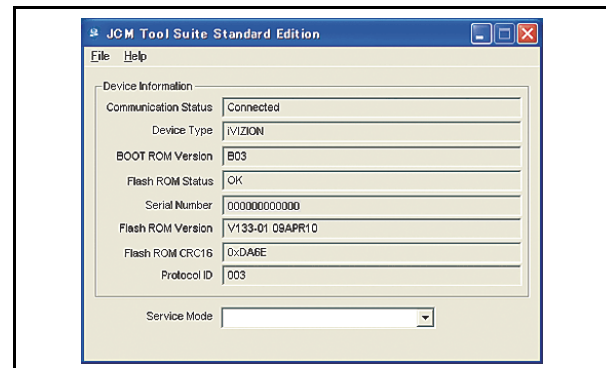 JCM Tool Suite Standard Edition
File Help
Device Information
Communication Status Connected
Device Type iVIZION
BOOT ROM Version B03
Flash ROM Status OK
Serial Number 000000000000
Flash ROM Version V133-01 09APR10
Flash ROM CRC16 0xDA6E
Protocol ID 003
Service Mode